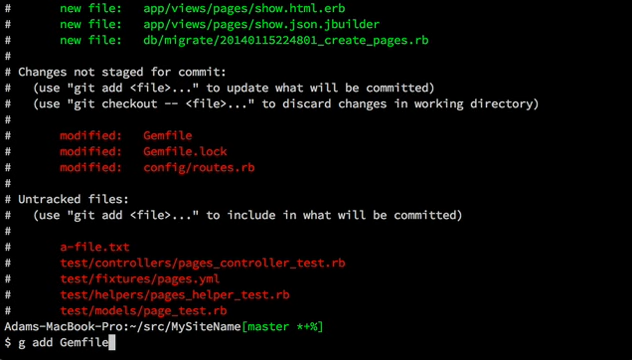 #       new file:   app/views/pages/show.html.erb
#       new file:   app/views/pages/show.json.jbuilder
#       new file:   db/migrate/20140115224801_create_pages.rb
#
# Changes not staged for commit:
#   (use "git add <file>..." to update what will be committed)
#   (use "git checkout -- <file>..." to discard changes in working directory)
#
#       modified:   Gemfile
#       modified:   Gemfile.lock
#       modified:   config/routes.rb
#
# Untracked files:
#   (use "git add <file>..." to include in what will be committed)
#
#       a-file.txt
#       test/controllers/pages_controller_test.rb
#       test/fixtures/pages.yml
#       test/helpers/pages_helper_test.rb
#       test/models/page_test.rb
Adams-MacBook-Pro:~/src/MySiteName[master *+%]
$ g add Gemfile